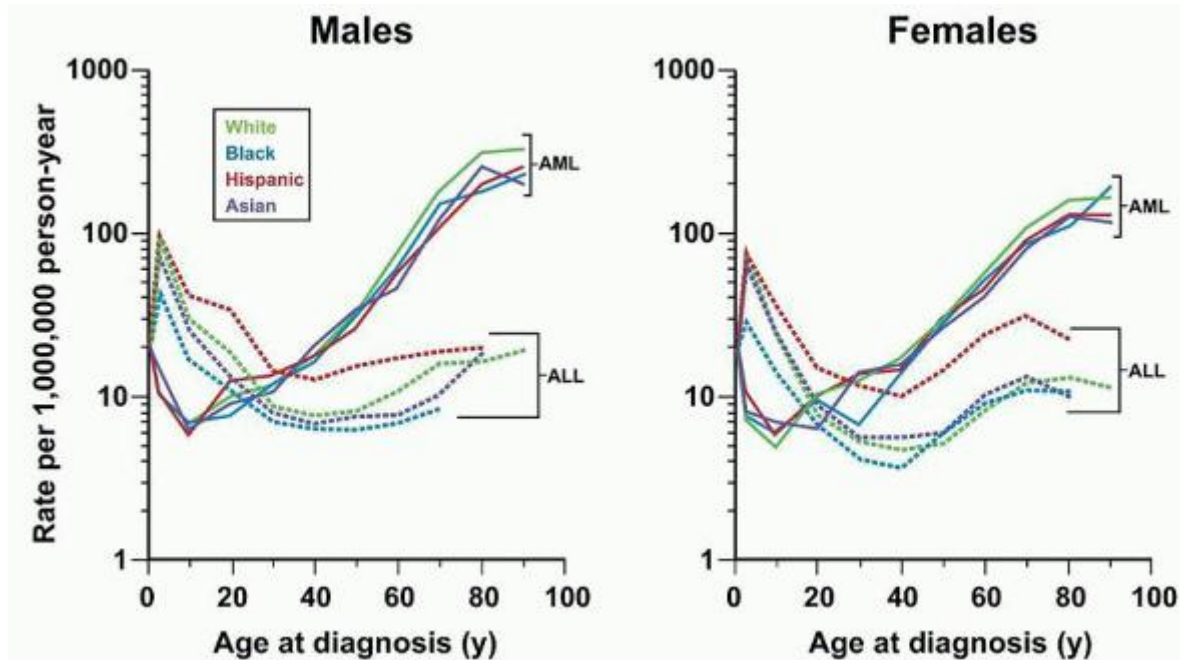 Males
Rate per 1,000,000 person-year
1000
100
10
1
White
Black
Hispanic
Asian
AML
ALL
0 20 40 60 80 100
Age at diagnosis (y)
Females
1000
100
10
1
AML
ALL
0 20 40 60 80 100
Age at diagnosis (y)